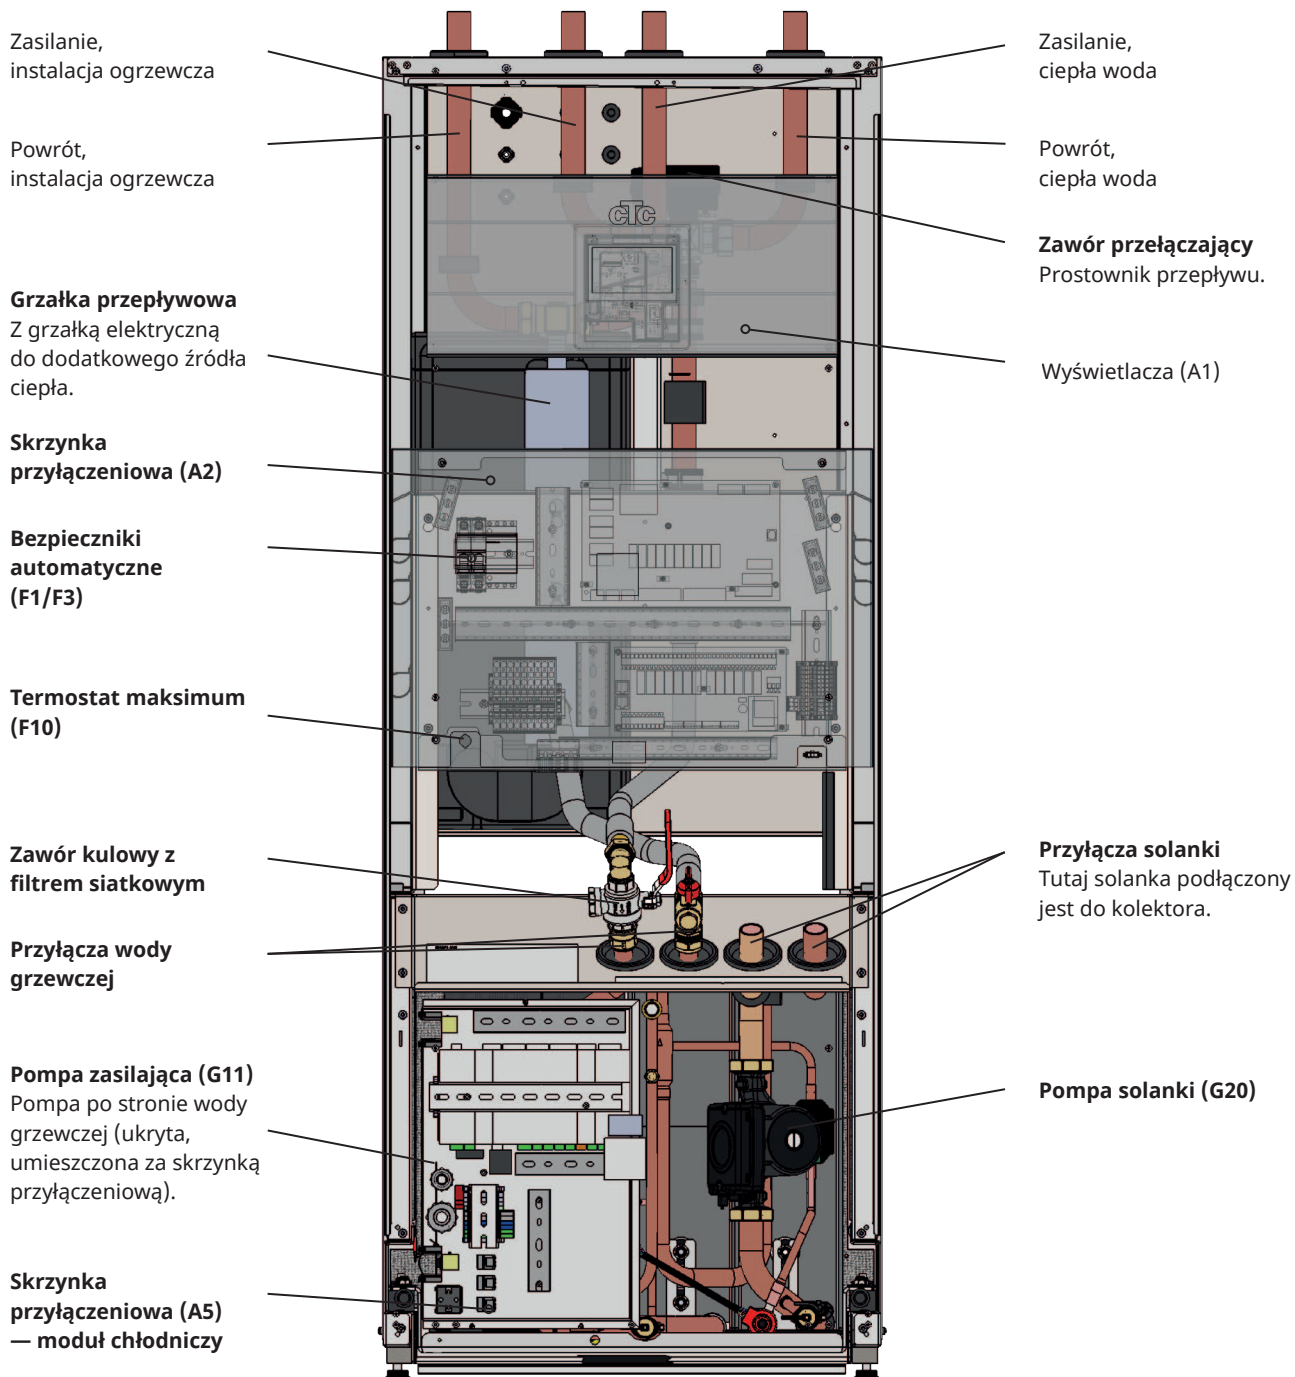 Zasilanie,
instalacja ogrzewcza
Powrót,
instalacja ogrzewcza
Grzałka przepływowa
Z grzałką elektryczną
do dodatkowego źródła
ciepła.
Skrzynka
przyłączeniowa (A2)
Bezpieczniki
automatyczne
(F1/F3)
Termostat maksimum
(F10)
Zawór kulowy z
filtrem siatkowym
Przyłącza wody
grzewczej
Pompa zasilająca (G11)
Pompa po stronie wody
grzewczej (ukryta,
umieszczona za skrzynką
przyłączeniową).
Skrzynka
przyłączeniowa (A5)
— moduł chłodniczy
cTc
Zasilanie,
ciepła woda
Powrót,
ciepła woda
Zawór przełączający
Prostownik przepływu.
Wyświetlacza (A1)
Przyłącza solanki
Tutaj solanka podłączony
jest do kolektora.
Pompa solanki (G20)